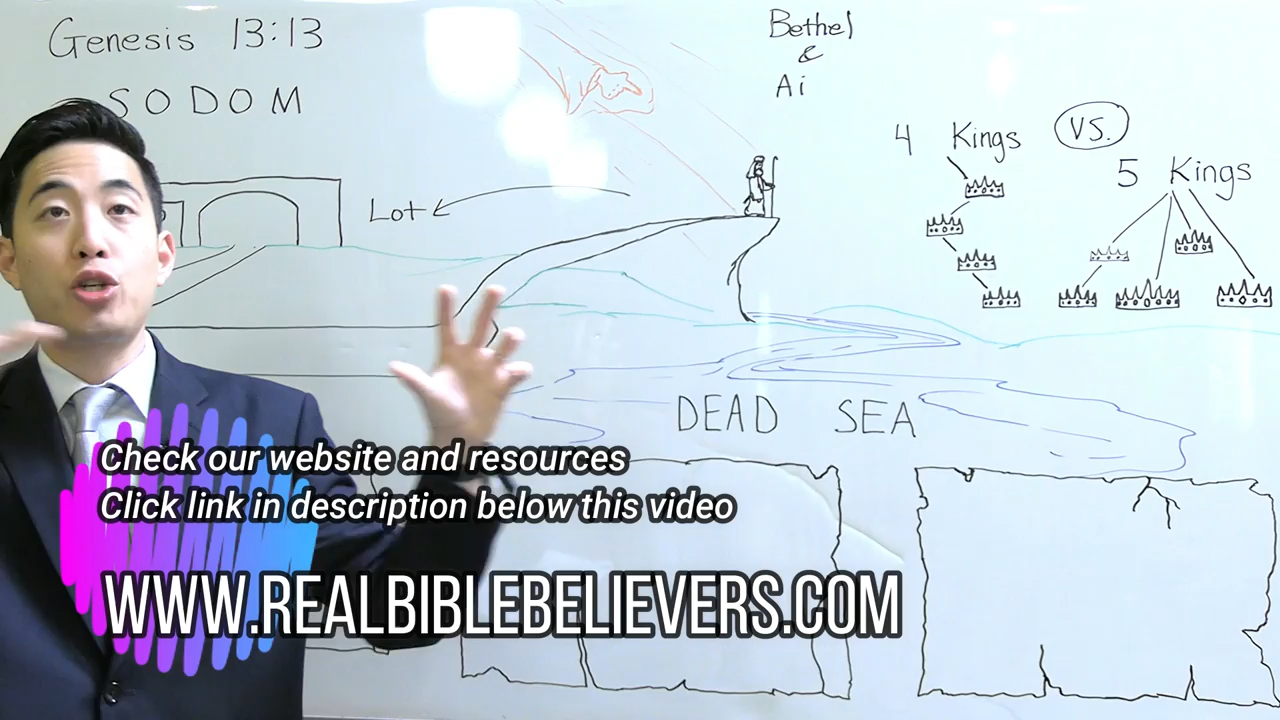 Genesis 13:13
SODOM
Bethel
&
Ai
4 Kings
VS.
5 Kings
Lot
DEAD SEA
Check our website and resources
Click link in description below this video
WWW.REALBIBLEBELIEVERS.COM